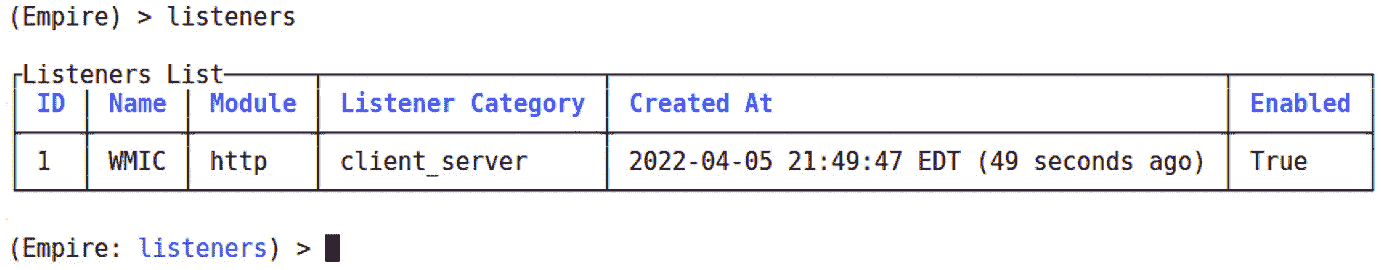 (Empire) > listeners
Listeners List
ID Name Module Listener Category Created At Enabled
1 WMIC http client_server 2022-04-05 21:49:47 EDT (49 seconds ago) True
(Empire: listeners) >